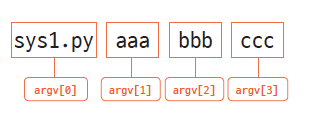 sys1.py aaa bbb ccc
argv[0] argv[1] argv[2] argv[3]